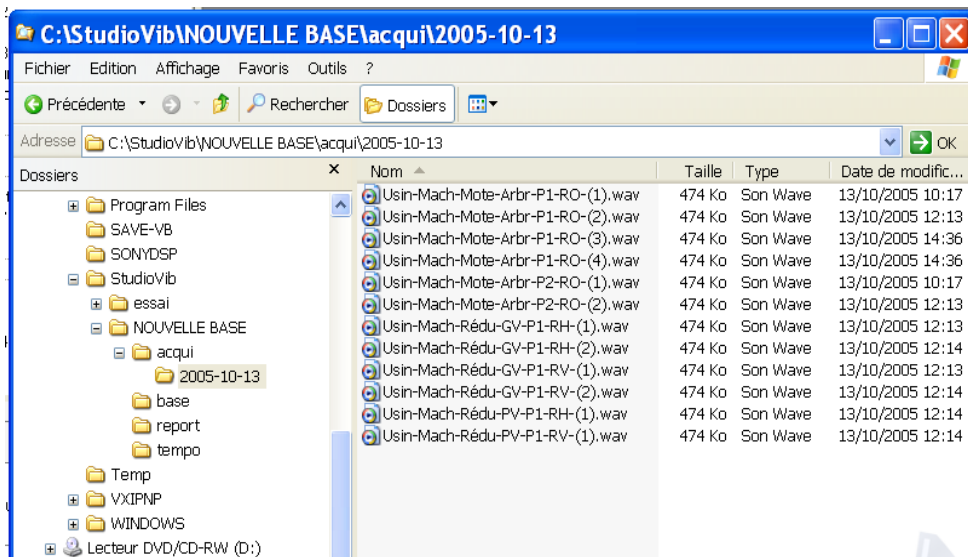 C:\StudioVib\NOUVELLE BASE\acqui\2005-10-13
Fichier Edition Affichage Favoris Outils ?
Précédente Rechercher Dossiers
Adresse C:\StudioVib\NOUVELLE BASE\acqui\2005-10-13 OK
Dossiers
Program Files
SAVE-VB
SONYDSP
StudioVib
essai
NOUVELLE BASE
acqui
2005-10-13
base
report
tempo
Temp
VXIPNP
WINDOWS
Lecteur DVD/CD-RW (D:)
Nom Taille Type Date de modific...
Usin-Mach-Mote-Arbr-P1-RO-(1).wav 474 Ko Son Wave 13/10/2005 10:17
Usin-Mach-Mote-Arbr-P1-RO-(2).wav 474 Ko Son Wave 13/10/2005 12:13
Usin-Mach-Mote-Arbr-P1-RO-(3).wav 474 Ko Son Wave 13/10/2005 14:36
Usin-Mach-Mote-Arbr-P1-RO-(4).wav 474 Ko Son Wave 13/10/2005 14:36
Usin-Mach-Mote-Arbr-P2-RO-(1).wav 474 Ko Son Wave 13/10/2005 10:17
Usin-Mach-Mote-Arbr-P2-RO-(2).wav 474 Ko Son Wave 13/10/2005 12:13
Usin-Mach-Rédu-GV-P1-RH-(1).wav 474 Ko Son Wave 13/10/2005 12:13
Usin-Mach-Rédu-GV-P1-RH-(2).wav 474 Ko Son Wave 13/10/2005 12:14
Usin-Mach-Rédu-GV-P1-RV-(1).wav 474 Ko Son Wave 13/10/2005 12:13
Usin-Mach-Rédu-GV-P1-RV-(2).wav 474 Ko Son Wave 13/10/2005 12:14
Usin-Mach-Rédu-PV-P1-RH-(1).wav 474 Ko Son Wave 13/10/2005 12:14
Usin-Mach-Rédu-PV-P1-RV-(1).wav 474 Ko Son Wave 13/10/2005 12:14